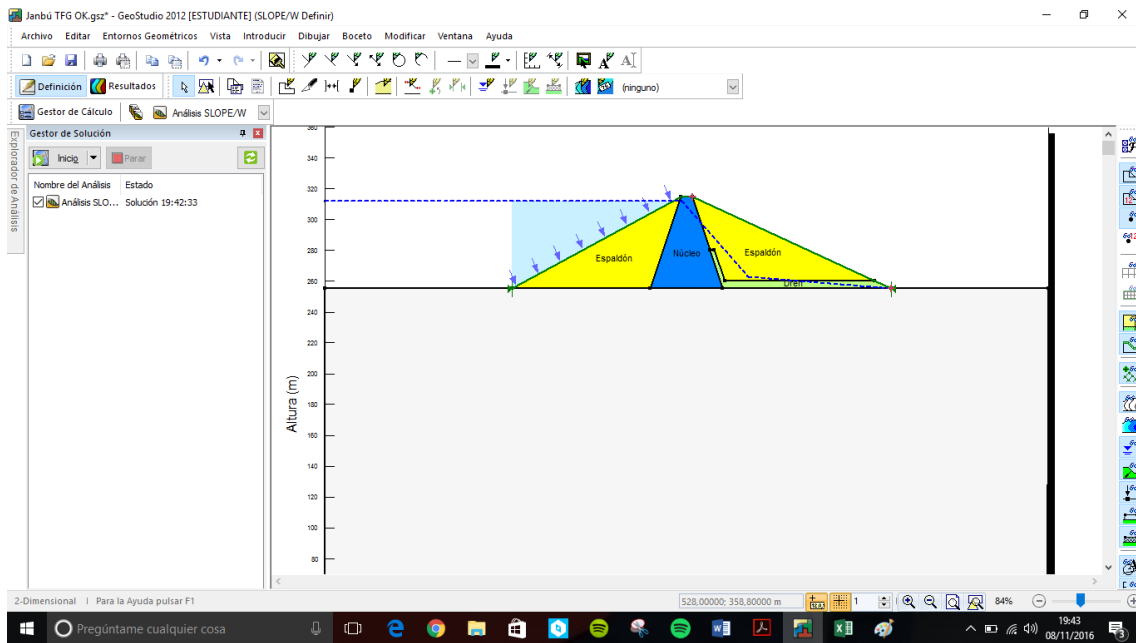 Janbú TFG OK.gsz* - GeoStudio 2012 [ESTUDIANTE] (SLOPE/W Definir)
Archivo Editar Entornos Geométricos Vista Introducir Dibujar Boceto Modificar Ventana Ayuda
Definición Resultados (ninguno)
Gestor de Cálculo Análisis SLOPE/W
Explorador de Análisis
Gestor de Solución
Inicio Parar
Nombre del Análisis Estado
Análisis SLO... Solución 19:42:33
360
340
320
300
280
260
240
220
200
180
160
140
120
100
80
Altura (m)
Espaldón
Núcleo
Espaldón
Dren
2-Dimensional Para la Ayuda pulsar F1
528,00000; 358,80000 m
1
84%
Pregúntame cualquier cosa
19:43
08/11/2016